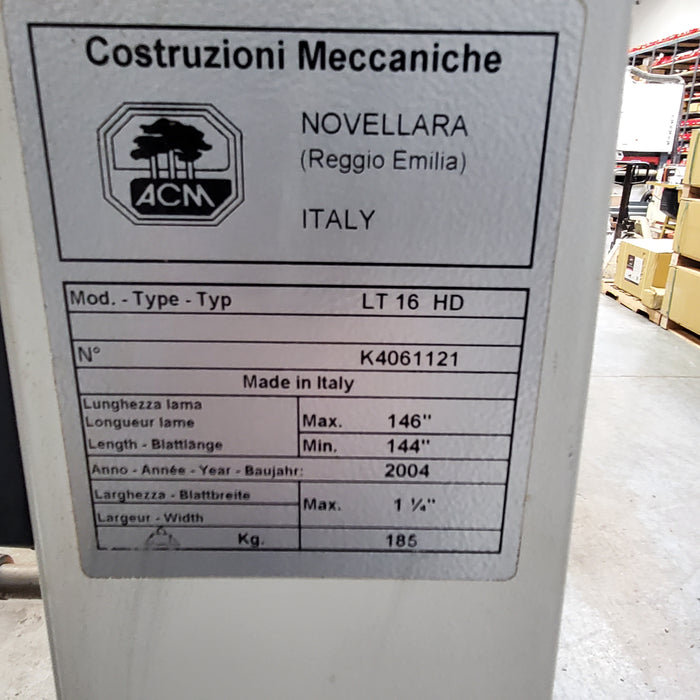 Costruzioni Meccaniche
ACM
NOVELLARA
(Reggio Emilia)
ITALY
Mod. - Type - Typ LT 16 HD
N° K4061121
Made in Italy
Lunghezza lama
Longueur lame Max. 146"
Length - Blattlänge Min. 144"
Anno - Année - Year - Baujahr: 2004
Larghezza - Blattbreite
Max. 1 ¼"
Largeur - Width
Kg. 185